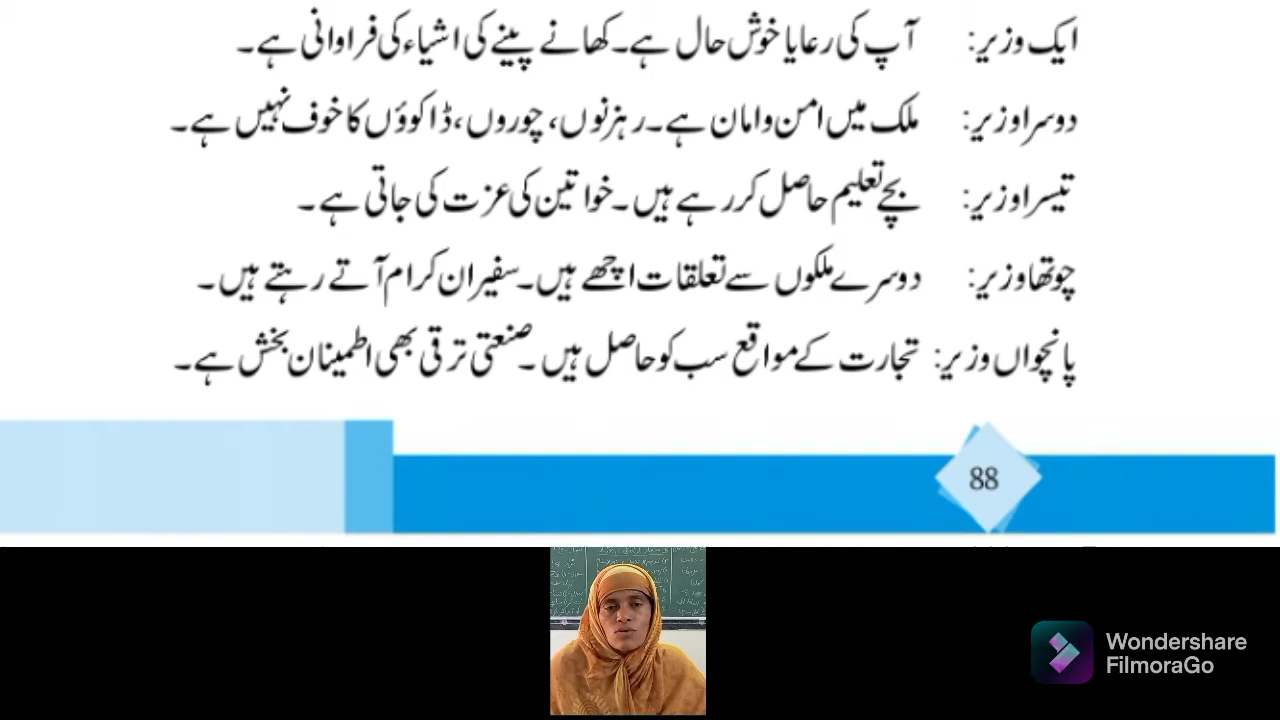 ایک وزیر: آپ کی رعایا خوش حال ہے۔ کھانے پینے کی اشیاء کی فراوانی ہے۔
دوسرا وزیر: ملک میں امن و امان ہے۔ رہزنوں، چوروں، ڈاکوؤں کا خوف نہیں ہے۔
تیسرا وزیر: بچے تعلیم حاصل کررہے ہیں۔ خواتین کی عزت کی جاتی ہے۔
چوتھا وزیر: دوسرے ملکوں سے تعلقات اچھے ہیں۔ سفیران کرام آتے رہتے ہیں۔
پانچواں وزیر: تجارت کے مواقع سب کو حاصل ہیں۔ صنعتی ترقی بھی اطمینان بخش ہے۔
88
Wondershare
FilmoraGo